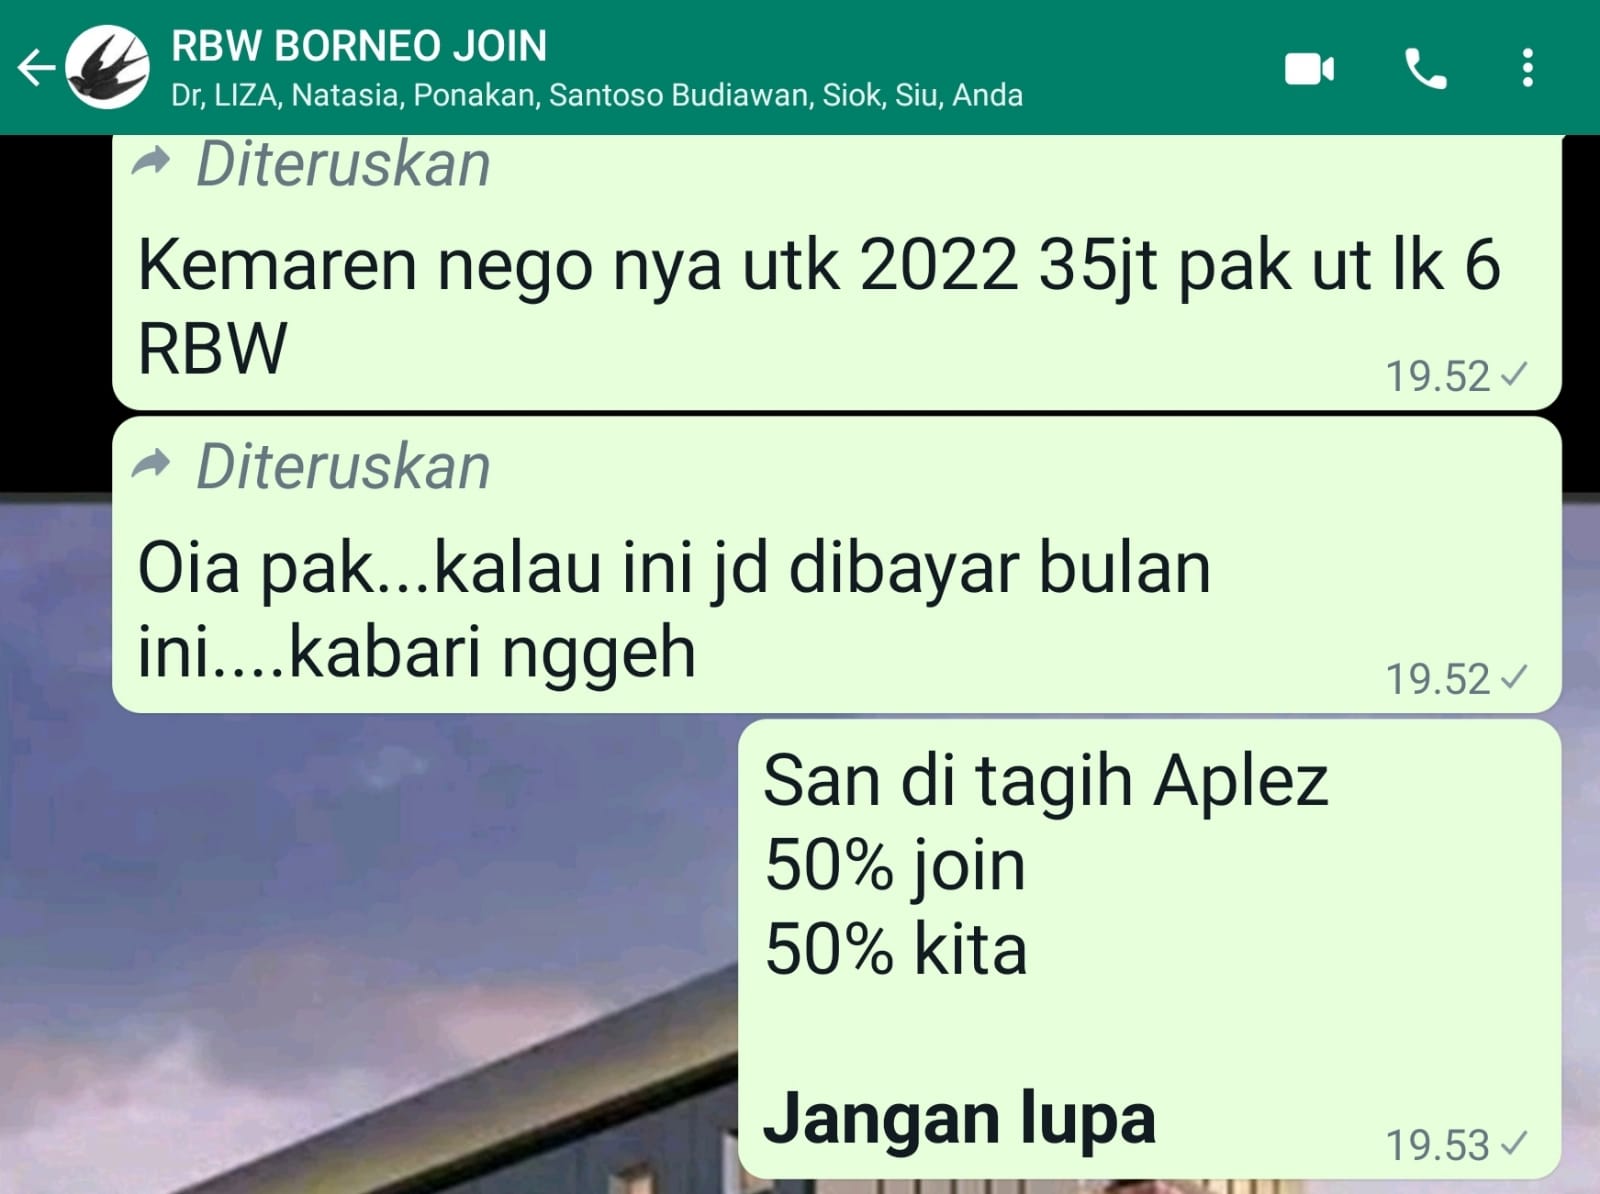 RBW BORNEO JOIN
Dr, LIZA, Natasia, Ponakan, Santoso Budiawan, Siok, Siu, Anda
Diteruskan
Kemaren nego nya utk 2022 35jt pak ut lk 6
RBW
19.52
Diteruskan
Oia pak...kalau ini jd dibayar bulan
ini....kabari nggeh
19.52
San di tagih Aplez
50% join
50% kita
Jangan lupa
19.53